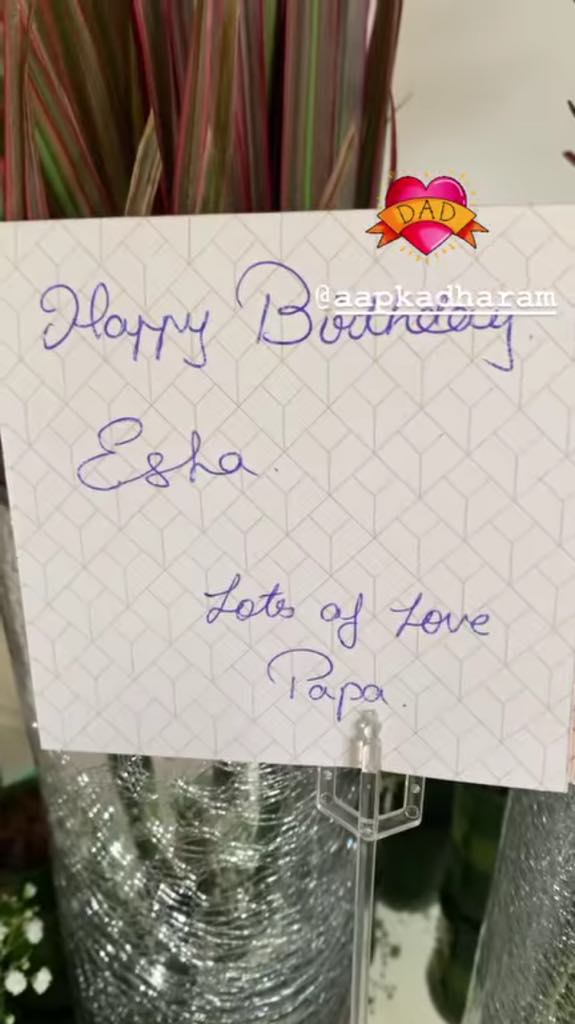 DAD
@aapkadharam
Happy Birthday
Esha
Lots of Love
Papa